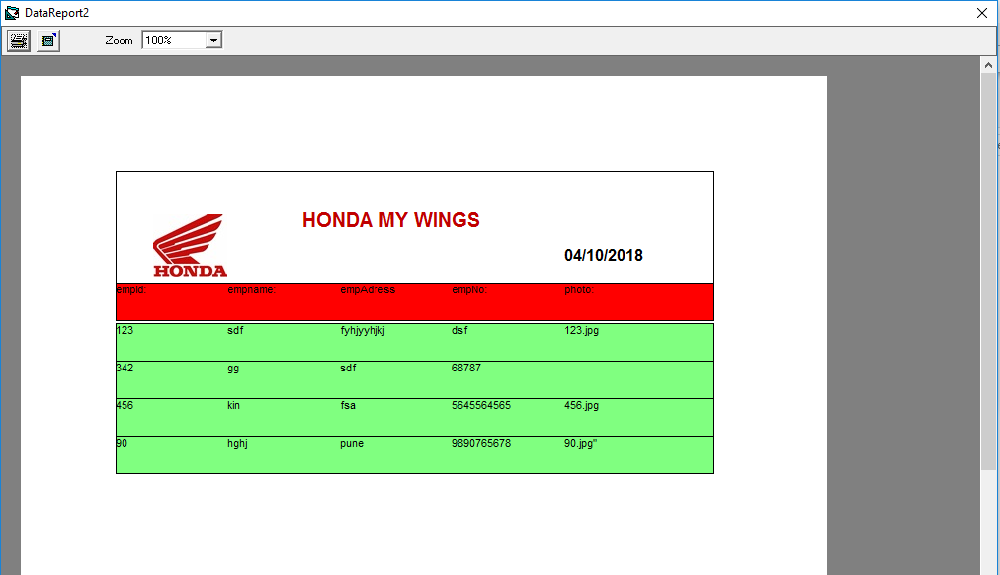 DataReport2
Zoom 100%
HONDA MY WINGS
04/10/2018
HONDA
empid: empname: empAdress empNo: photo:
123 sdf fyhjyyhjkj dsf 123.jpg
342 gg sdf 68787
456 kin fsa 5645564565 456.jpg
90 hghj pune 9890765678 90.jpg"